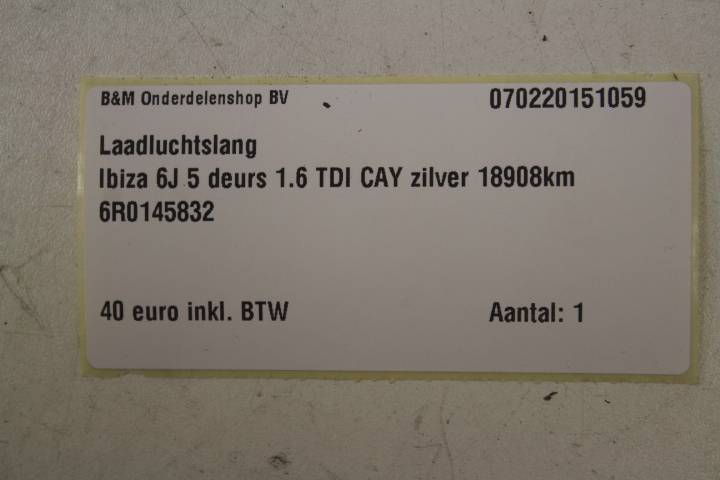 B&M Onderdelenshop BV 070220151059
Laadluchtslang
Ibiza 6J 5 deurs 1.6 TDI CAY zilver 18908km
6R0145832
40 euro inkl. BTW Aantal: 1